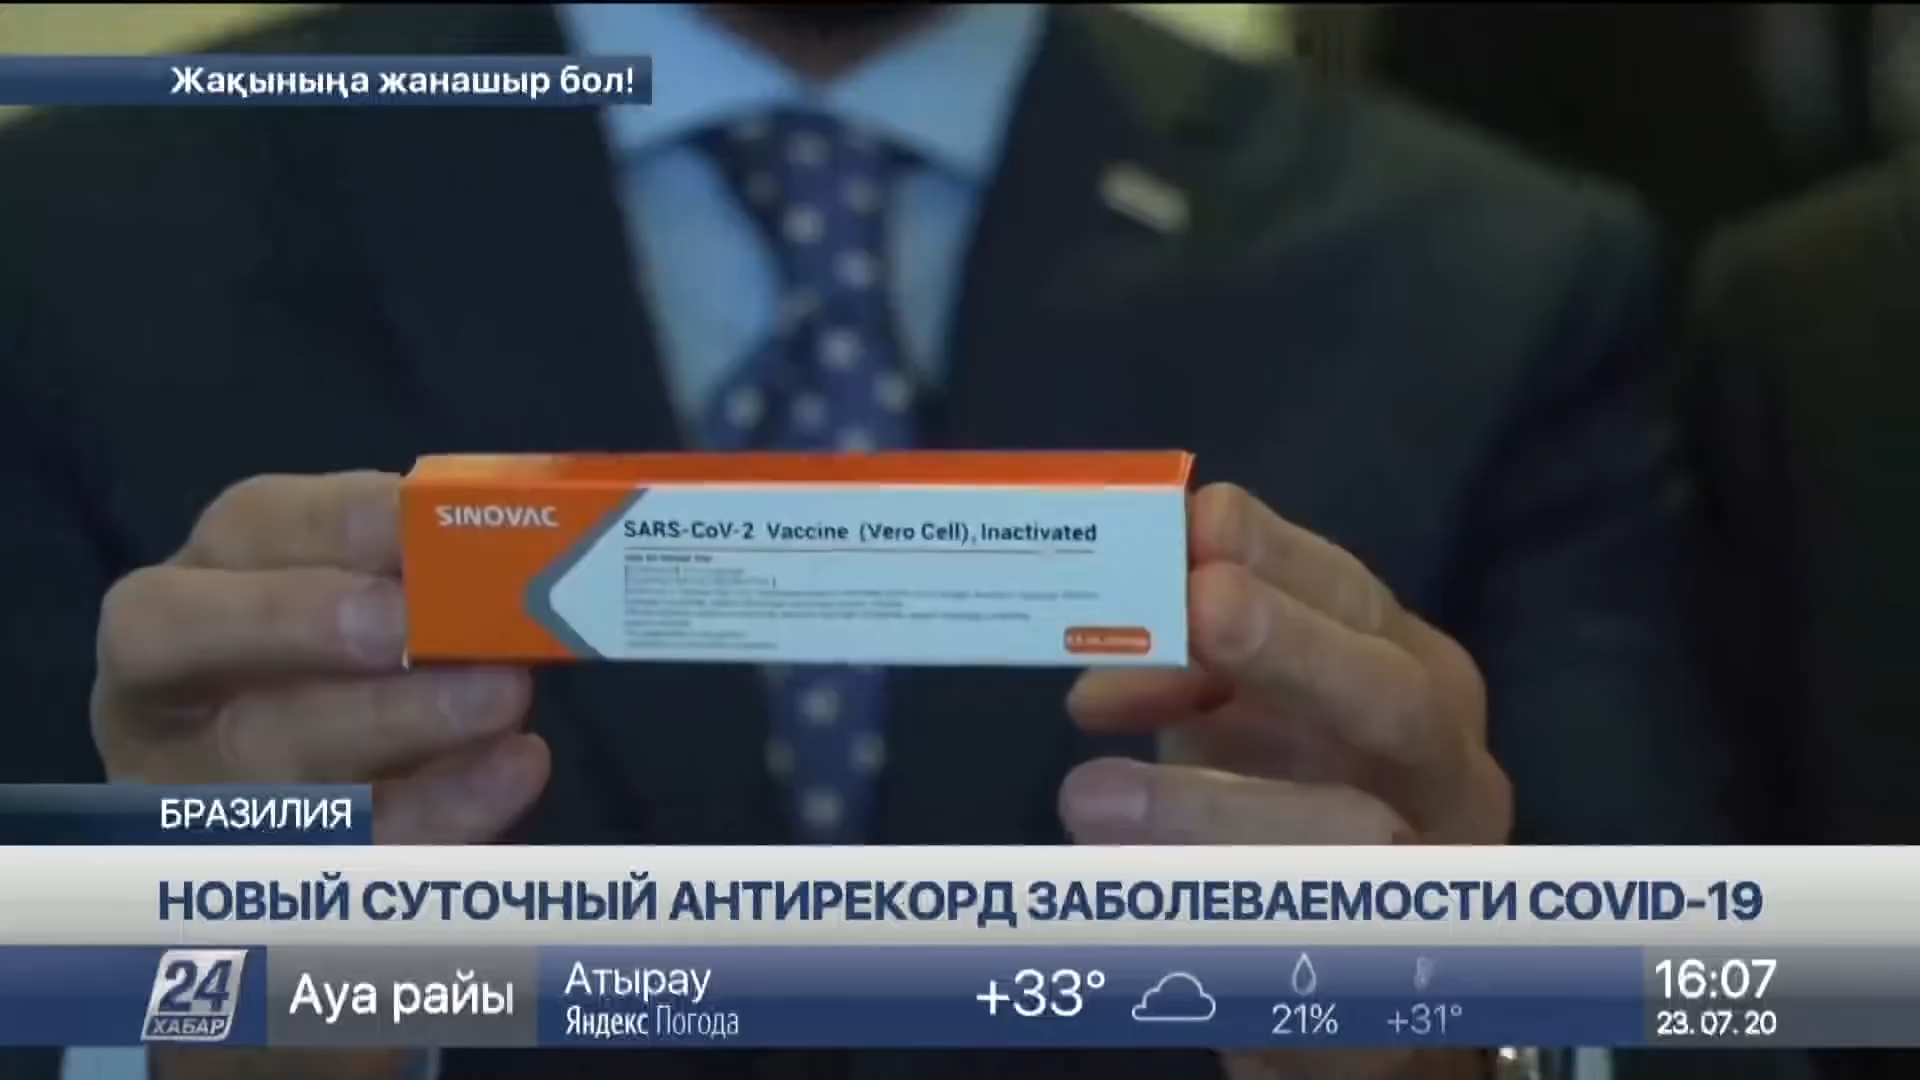 Жақыныңа жанашыр бол!
SINOVAC
SARS-CoV-2 Vaccine (Vero Cell), Inactivated
БРАЗИЛИЯ
НОВЫЙ СУТОЧНЫЙ АНТИРЕКОРД ЗАБОЛЕВАЕМОСТИ COVID-19
24
ХАБАР
Ауа райы
Атырау
Яндекс Погода
+33°
21%
+31°
16:07
23.07.20